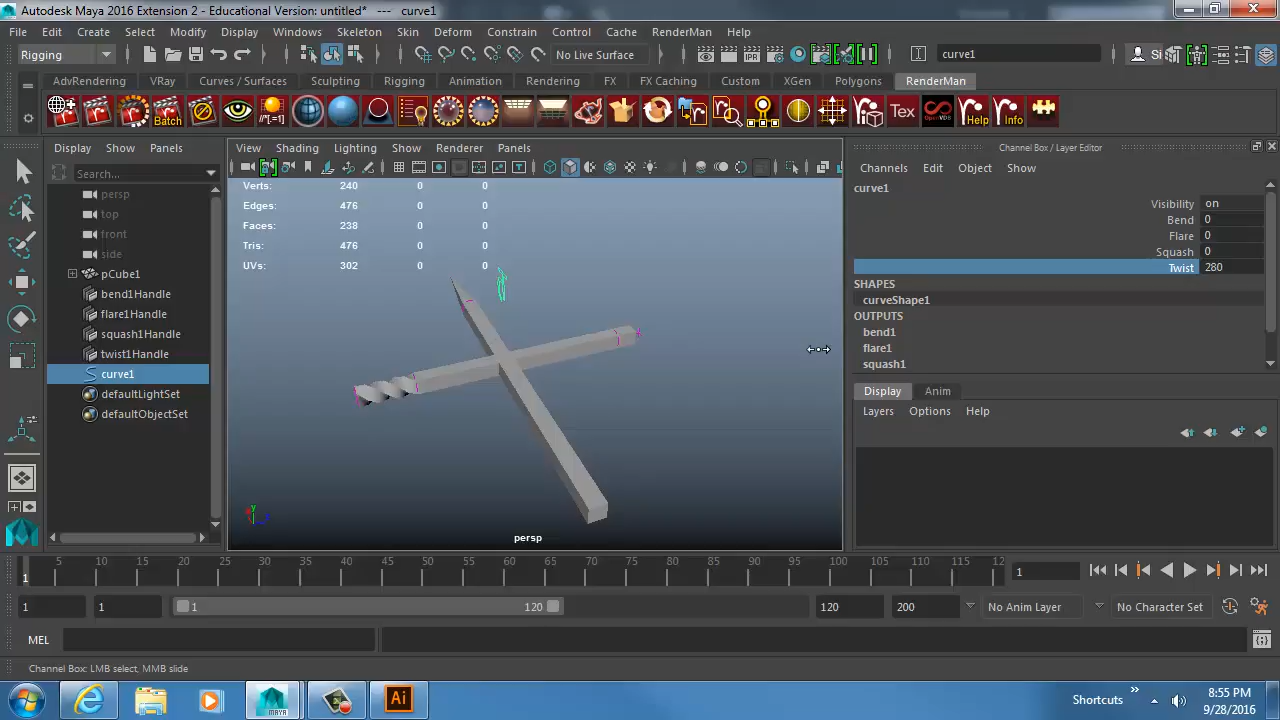 Autodesk Maya 2016 Extension 2 - Educational Version: untitled* --- curve1
File Edit Create Select Modify Display Windows Skeleton Skin Deform Constrain Control Cache RenderMan Help
Rigging No Live Surface curve1 Si
AdvRendering VRay Curves / Surfaces Sculpting Rigging Animation Rendering FX FX Caching Custom XGen Polygons RenderMan
IPR
//[.=1] Batch Tex OpenVDB Help Info
Display Show Panels
View Shading Lighting Show Renderer Panels
Channel Box / Layer Editor
Search...
Channels Edit Object Show
persp
top
front
side
pCube1
bend1Handle
flare1Handle
squash1Handle
twist1Handle
curve1
defaultLightSet
defaultObjectSet
Verts: 240 0 0
Edges: 476 0 0
Faces: 238 0 0
Tris: 476 0 0
UVs: 302 0 0
y
persp
curve1
Visibility on
Bend 0
Flare 0
Squash 0
Twist 280
SHAPES
curveShape1
OUTPUTS
bend1
flare1
squash1
Display Anim
Layers Options Help
1 5 10 15 20 25 30 35 40 45 50 55 60 65 70 75 80 85 90 95 100 105 110 115 12 1
1 1 1 120 120 200 No Anim Layer No Character Set
MEL
Channel Box: LMB select, MMB slide
MAYA Ai Shortcuts 8:55 PM
9/28/2016